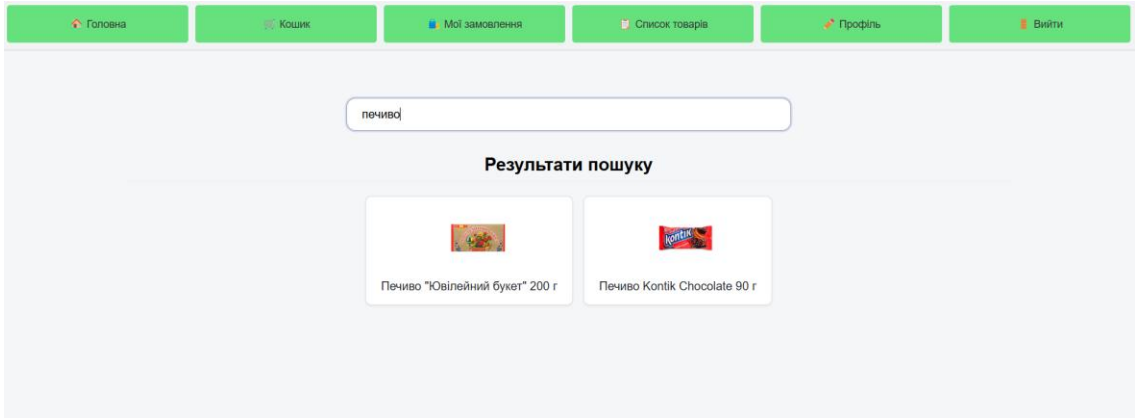 Головна Кошик Мої замовлення Список товарів Профіль Вийти
печиво
Результати пошуку
kontik
Печиво "Ювілейний букет" 200 г Печиво Kontik Chocolate 90 г